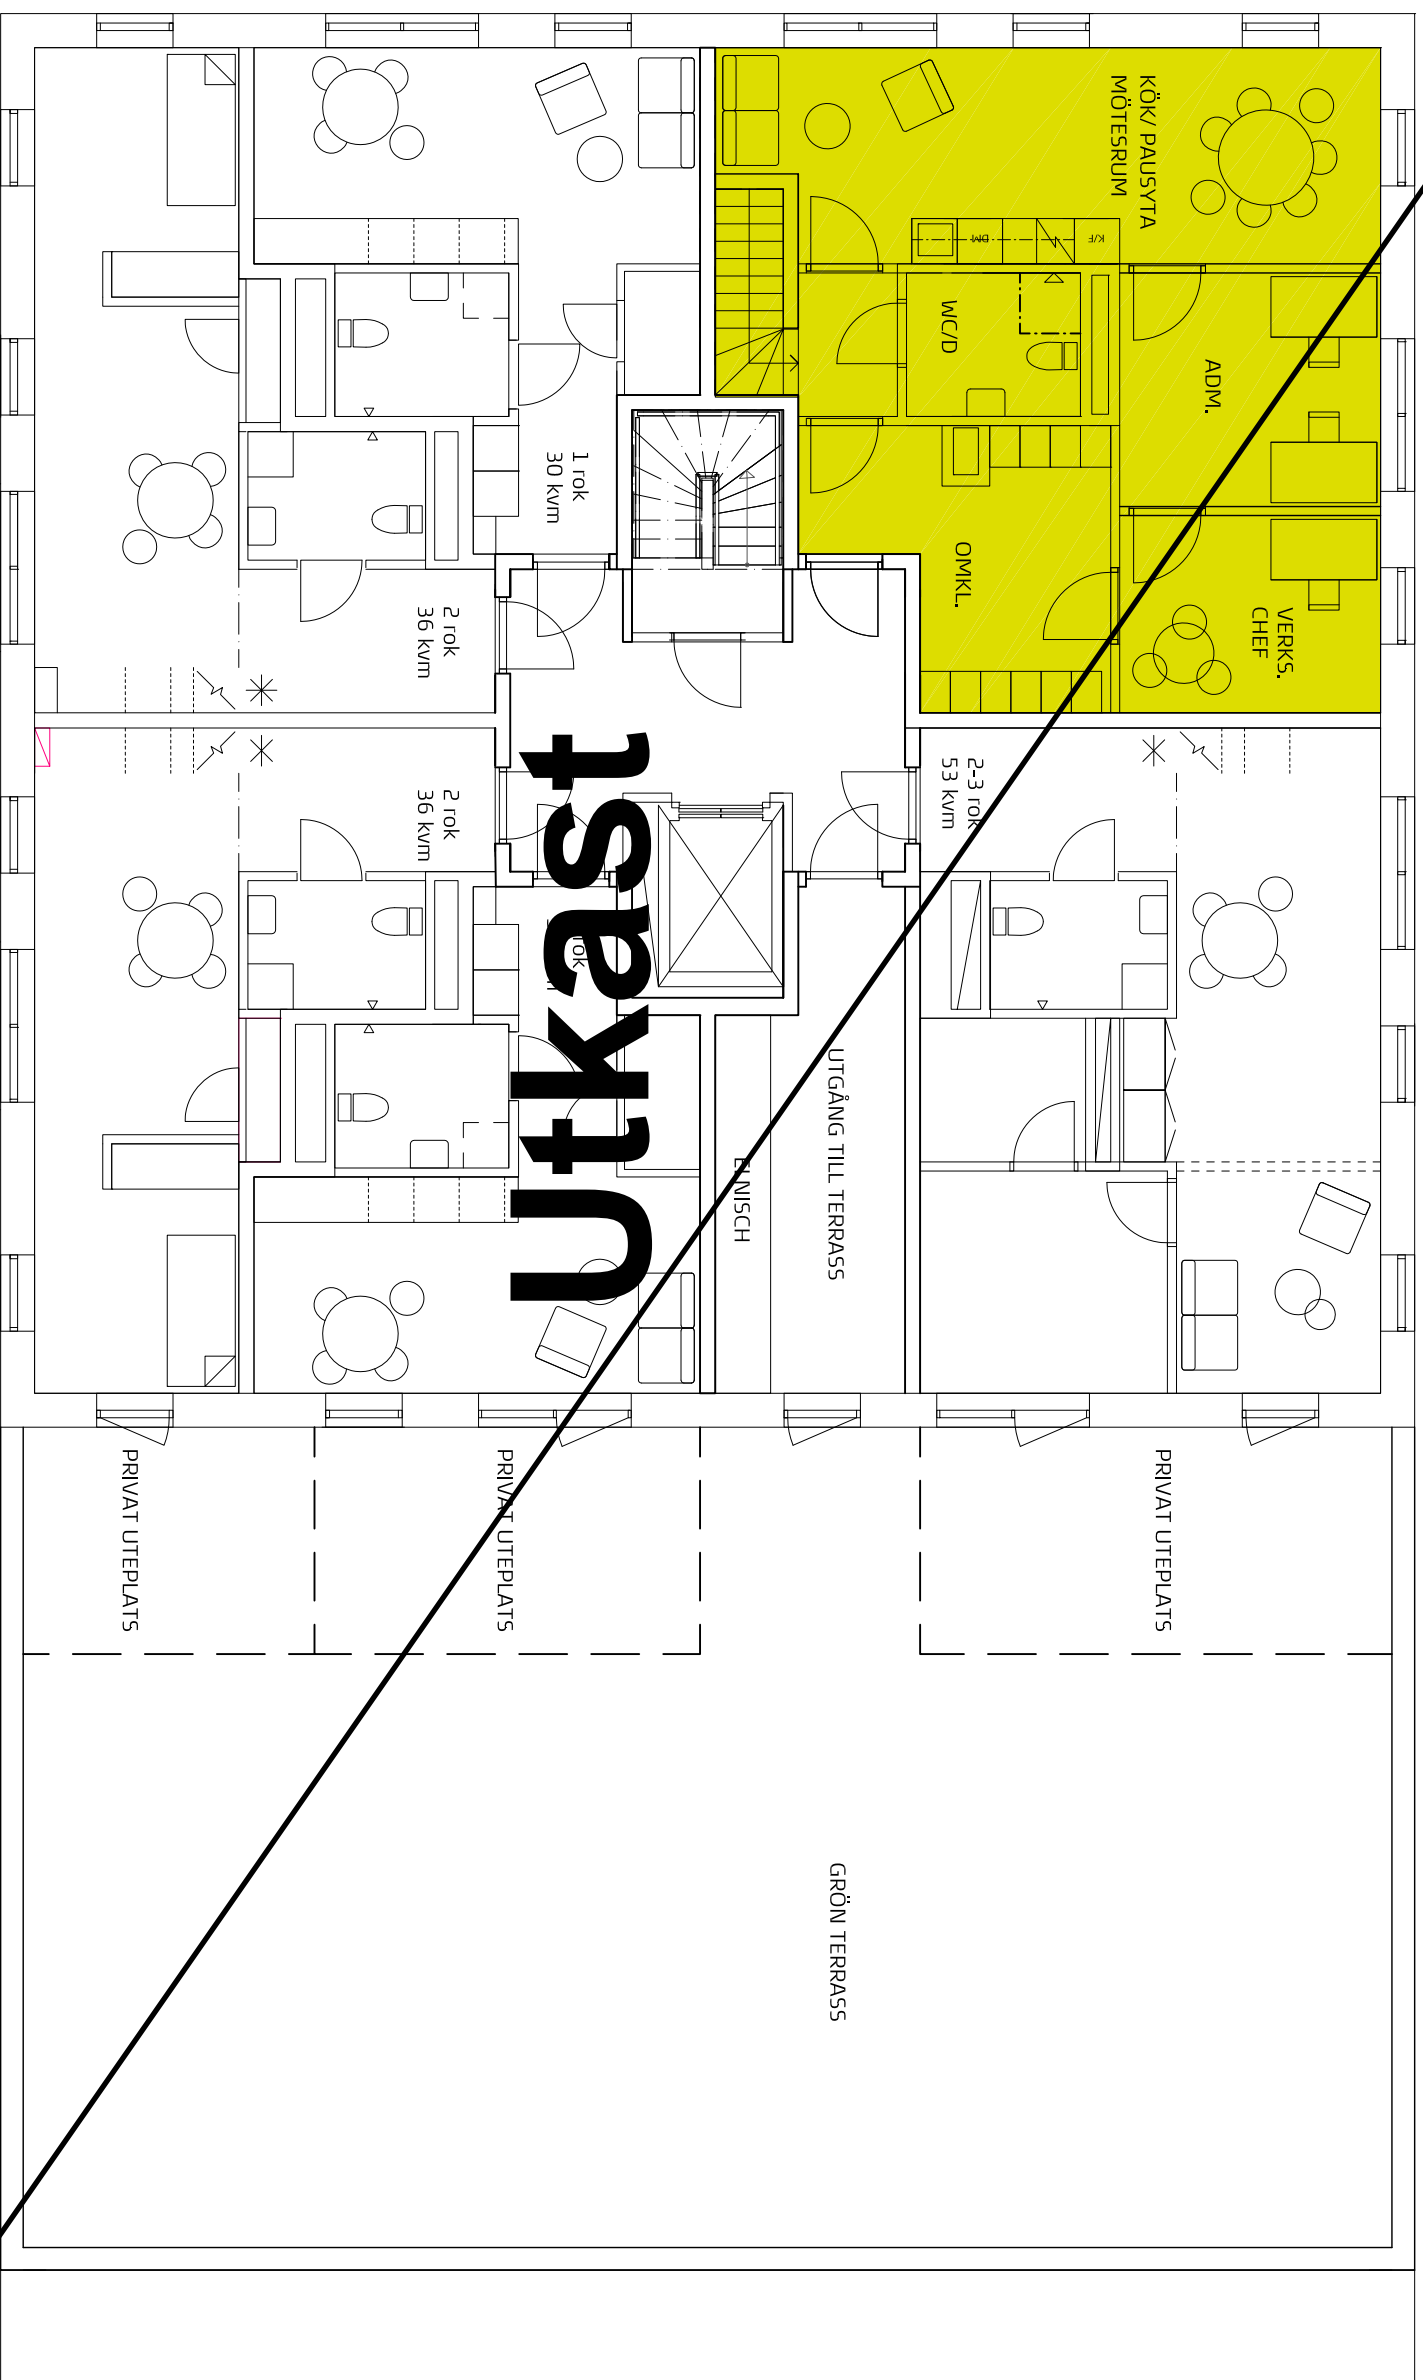 KÖK/ PAUSYTA
MÖTESRUM
K/F
DM
WC/D
ADM.
OMKL.
VERKS.
CHEF
1 rok
30 kvm
2 rok
36 kvm
2 rok
36 kvm
2-3 rok
53 kvm
rok
Utkast
UTGÅNG TILL TERRASS
ELNISCH
PRIVAT UTEPLATS
PRIVAT UTEPLATS
PRIVAT UTEPLATS
GRÖN TERRASS